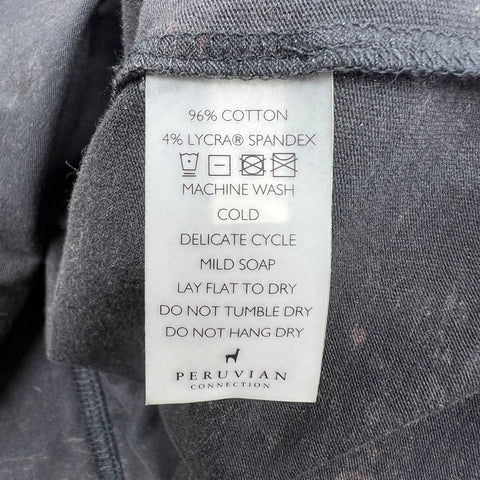 96% COTTON
4% LYCRA® SPANDEX
MACHINE WASH
COLD
DELICATE CYCLE
MILD SOAP
LAY FLAT TO DRY
DO NOT TUMBLE DRY
DO NOT HANG DRY
PERUVIAN
CONNECTION